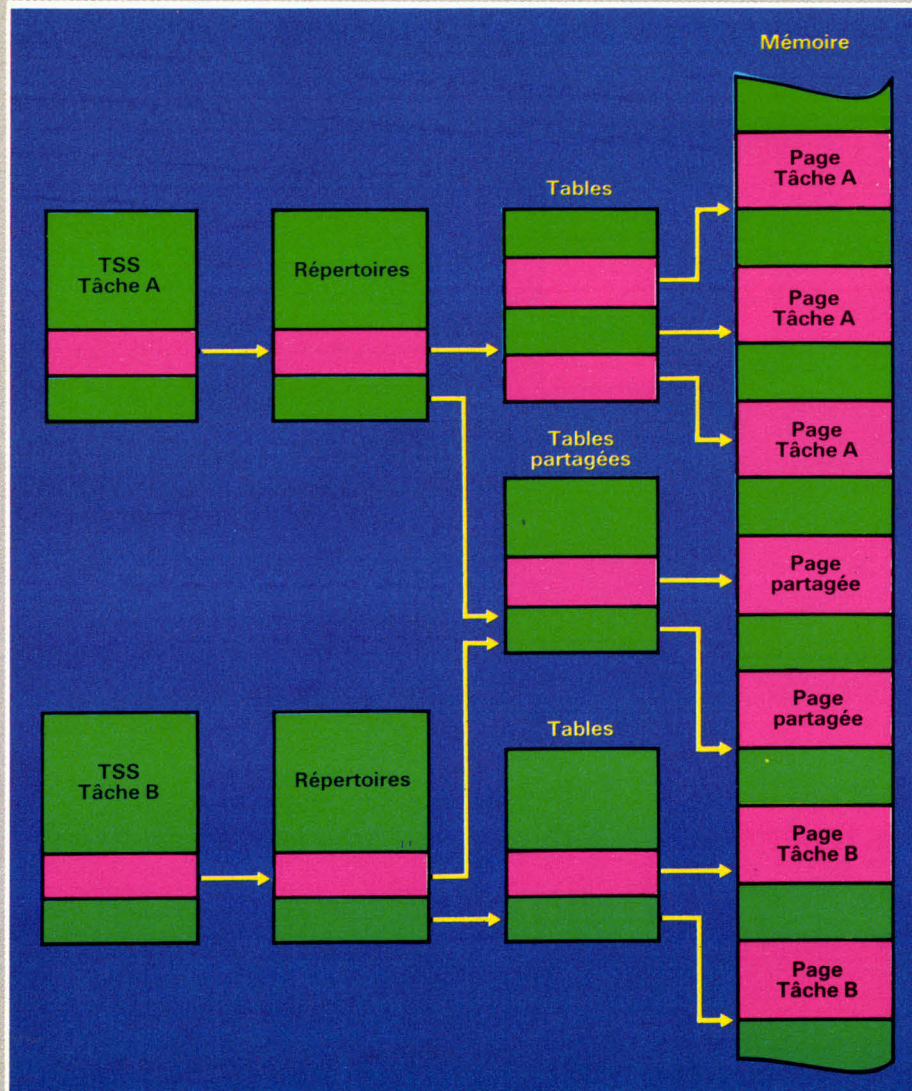 Mémoire
Page
Tâche A
Tables
TSS
Tâche A
Répertoires
Page
Tâche A
Page
Tâche A
Tables
partagées
Page
partagée
Page
partagée
TSS
Tâche B
Répertoires
Tables
Page
Tâche B
Page
Tâche B